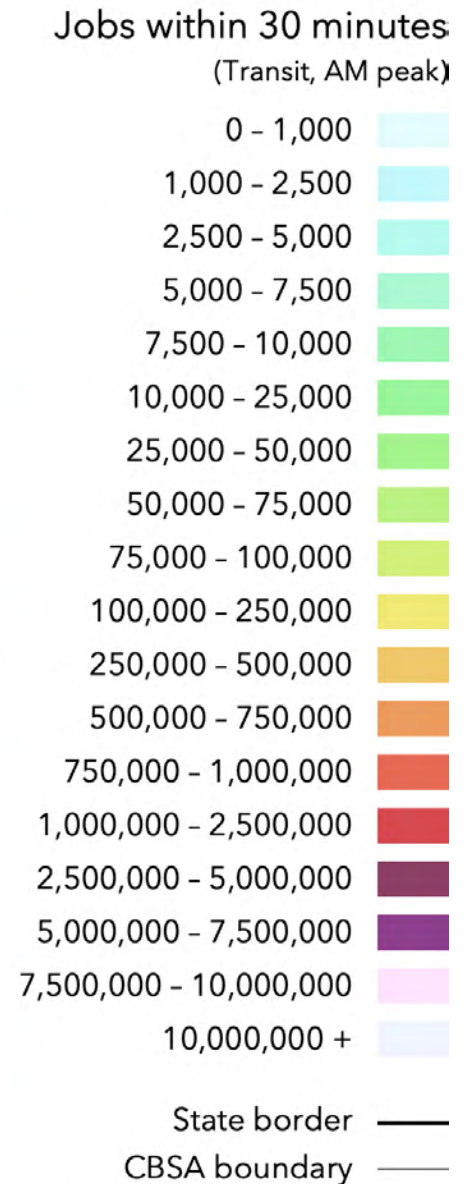 Jobs within 30 minutes
(Transit, AM peak)
0 – 1,000
1,000 – 2,500
2,500 – 5,000
5,000 – 7,500
7,500 – 10,000
10,000 – 25,000
25,000 – 50,000
50,000 – 75,000
75,000 – 100,000
100,000 – 250,000
250,000 – 500,000
500,000 – 750,000
750,000 – 1,000,000
1,000,000 – 2,500,000
2,500,000 – 5,000,000
5,000,000 – 7,500,000
7,500,000 – 10,000,000
10,000,000 +
State border
CBSA boundary